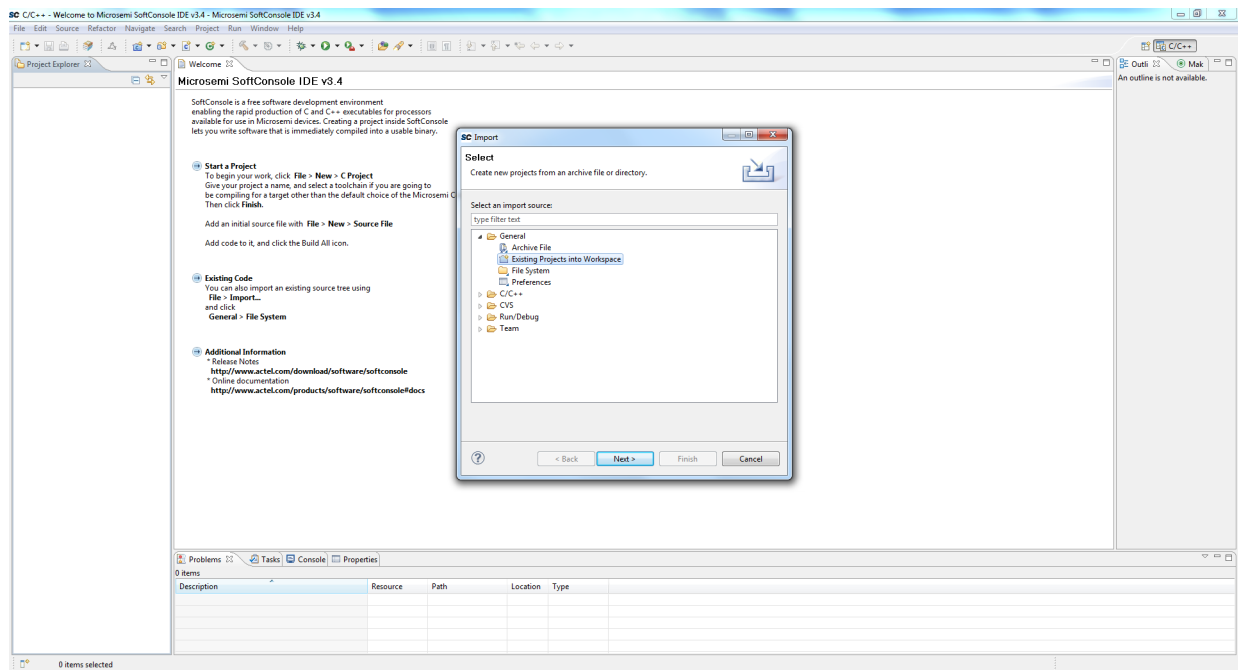 SC C/C++ - Welcome to Microsemi SoftConsole IDE v3.4 - Microsemi SoftConsole IDE v3.4
File Edit Source Refactor Navigate Search Project Run Window Help
C/C++
Project Explorer
Welcome
Outli
Mak
Microsemi SoftConsole IDE v3.4
An outline is not available.
SoftConsole is a free software development environment
enabling the rapid production of C and C++ executables for processors
available for use in Microsemi devices. Creating a project inside SoftConsole
lets you write software that is immediately compiled into a usable binary.
Start a Project
To begin your work, click File > New > C Project
Give your project a name, and select a toolchain if you are going to
be compiling for a target other than the default choice of the Microsemi C
Then click Finish.
Add an initial source file with File > New > Source File
Add code to it, and click the Build All icon.
Existing Code
You can also import an existing source tree using
File > Import...
and click
General > File System
Additional Information
* Release Notes
http://www.actel.com/download/software/softconsole
* Online documentation
http://www.actel.com/products/software/softconsole#docs
SC Import
Select
Create new projects from an archive file or directory.
Select an import source:
type filter text
General
Archive File
Existing Projects into Workspace
File System
Preferences
C/C++
CVS
Run/Debug
Team
? < Back Next > Finish Cancel
Problems Tasks Console Properties
0 items
Description Resource Path Location Type
0 items selected